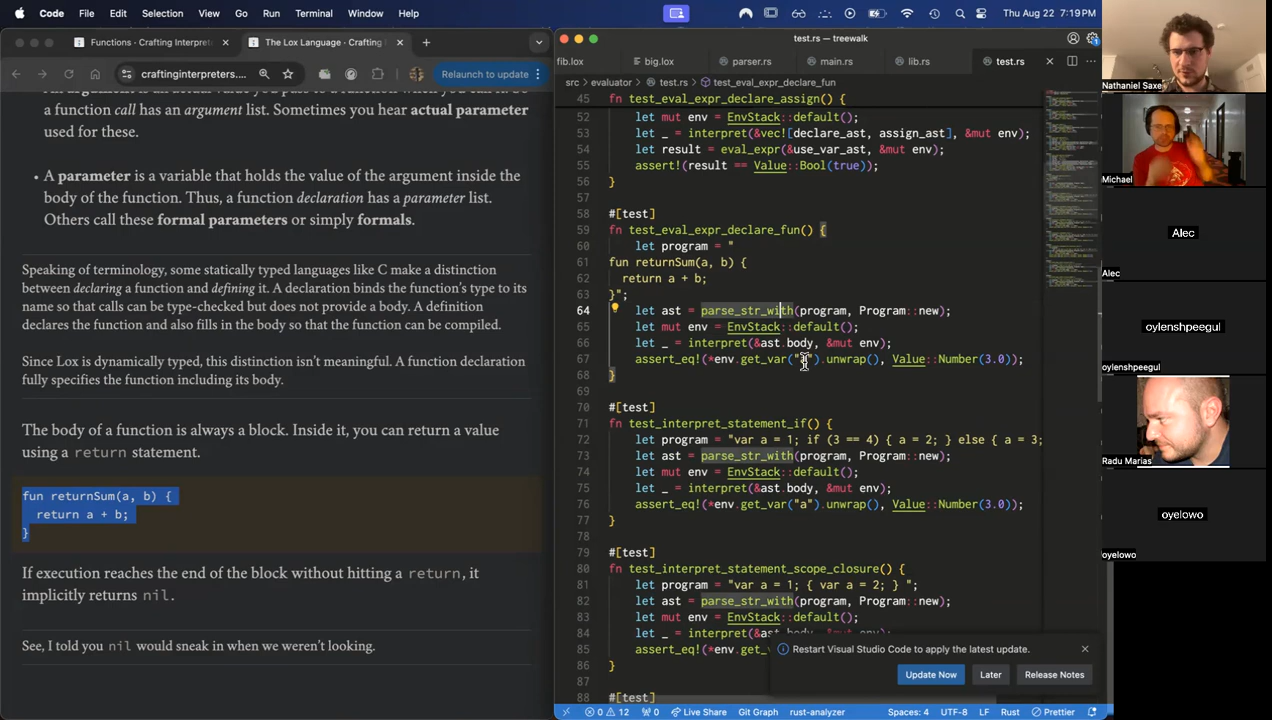 Code File Edit Selection View Go Run Terminal Window Help Thu Aug 22 7:19 PM
Functions · Crafting Interpret
The Lox Language · Crafting
craftinginterpreters....
Relaunch to update
used for these.
So a function call has an argument list. Sometimes you hear actual parameter
• A parameter is a variable that holds the value of the argument inside the
body of the function. Thus, a function declaration has a parameter list.
Others call these formal parameters or simply formals.
Speaking of terminology, some statically typed languages like C make a distinction
between declaring a function and defining it. A declaration binds the function's type to its
name so that calls can be type-checked but does not provide a body. A definition
declares the function and also fills in the body so that the function can be compiled.
Since Lox is dynamically typed, this distinction isn't meaningful. A function declaration
fully specifies the function including its body.
The body of a function is always a block. Inside it, you can return a value
using a return statement.
fun returnSum(a, b) {
return a + b;
}
If execution reaches the end of the block without hitting a return, it
implicitly returns nil.
See, I told you nil would sneak in when we weren't looking.
test.rs — treewalk
fib.lox big.lox parser.rs main.rs lib.rs test.rs
src > evaluator > test.rs > test_eval_expr_declare_fun
45 fn test_eval_expr_declare_assign() {
52 let mut env = EnvStack::default();
53 let _ = interpret(&vec![declare_ast, assign_ast], &mut env);
54 let result = eval_expr(&use_var_ast, &mut env);
55 assert!(result == Value::Bool(true));
56 }
57
58 #[test]
59 fn test_eval_expr_declare_fun() {
60 let program = "
61 fun returnSum(a, b) {
62 return a + b;
63 }";
64 let ast = parse_str_with(program, Program::new);
65 let mut env = EnvStack::default();
66 let _ = interpret(&ast.body, &mut env);
67 assert_eq!(*env.get_var("a").unwrap(), Value::Number(3.0));
68 }
69
70 #[test]
71 fn test_interpret_statement_if() {
72 let program = "var a = 1; if (3 == 4) { a = 2; } else { a = 3;
73 let ast = parse_str_with(program, Program::new);
74 let mut env = EnvStack::default();
75 let _ = interpret(&ast.body, &mut env);
76 assert_eq!(*env.get_var("a").unwrap(), Value::Number(3.0));
77 }
78
79 #[test]
80 fn test_interpret_statement_scope_closure() {
81 let program = "var a = 1; { var a = 2; } ";
82 let ast = parse_str_with(program, Program::new);
83 let mut env = EnvStack::default();
84 let _ = interpret(&ast.body, &mut env);
85 assert_eq!(*env.get_v
86 }
87
88 #[test]
Restart Visual Studio Code to apply the latest update.
Update Now Later Release Notes
0 12 0 Live Share Git Graph rust-analyzer Spaces: 4 UTF-8 LF Rust Prettier
Nathaniel Saxe
Michael
Alec
Alec
oylenshpeegul
oylenshpeegul
Radu Marias
oyelowo
oyelowo